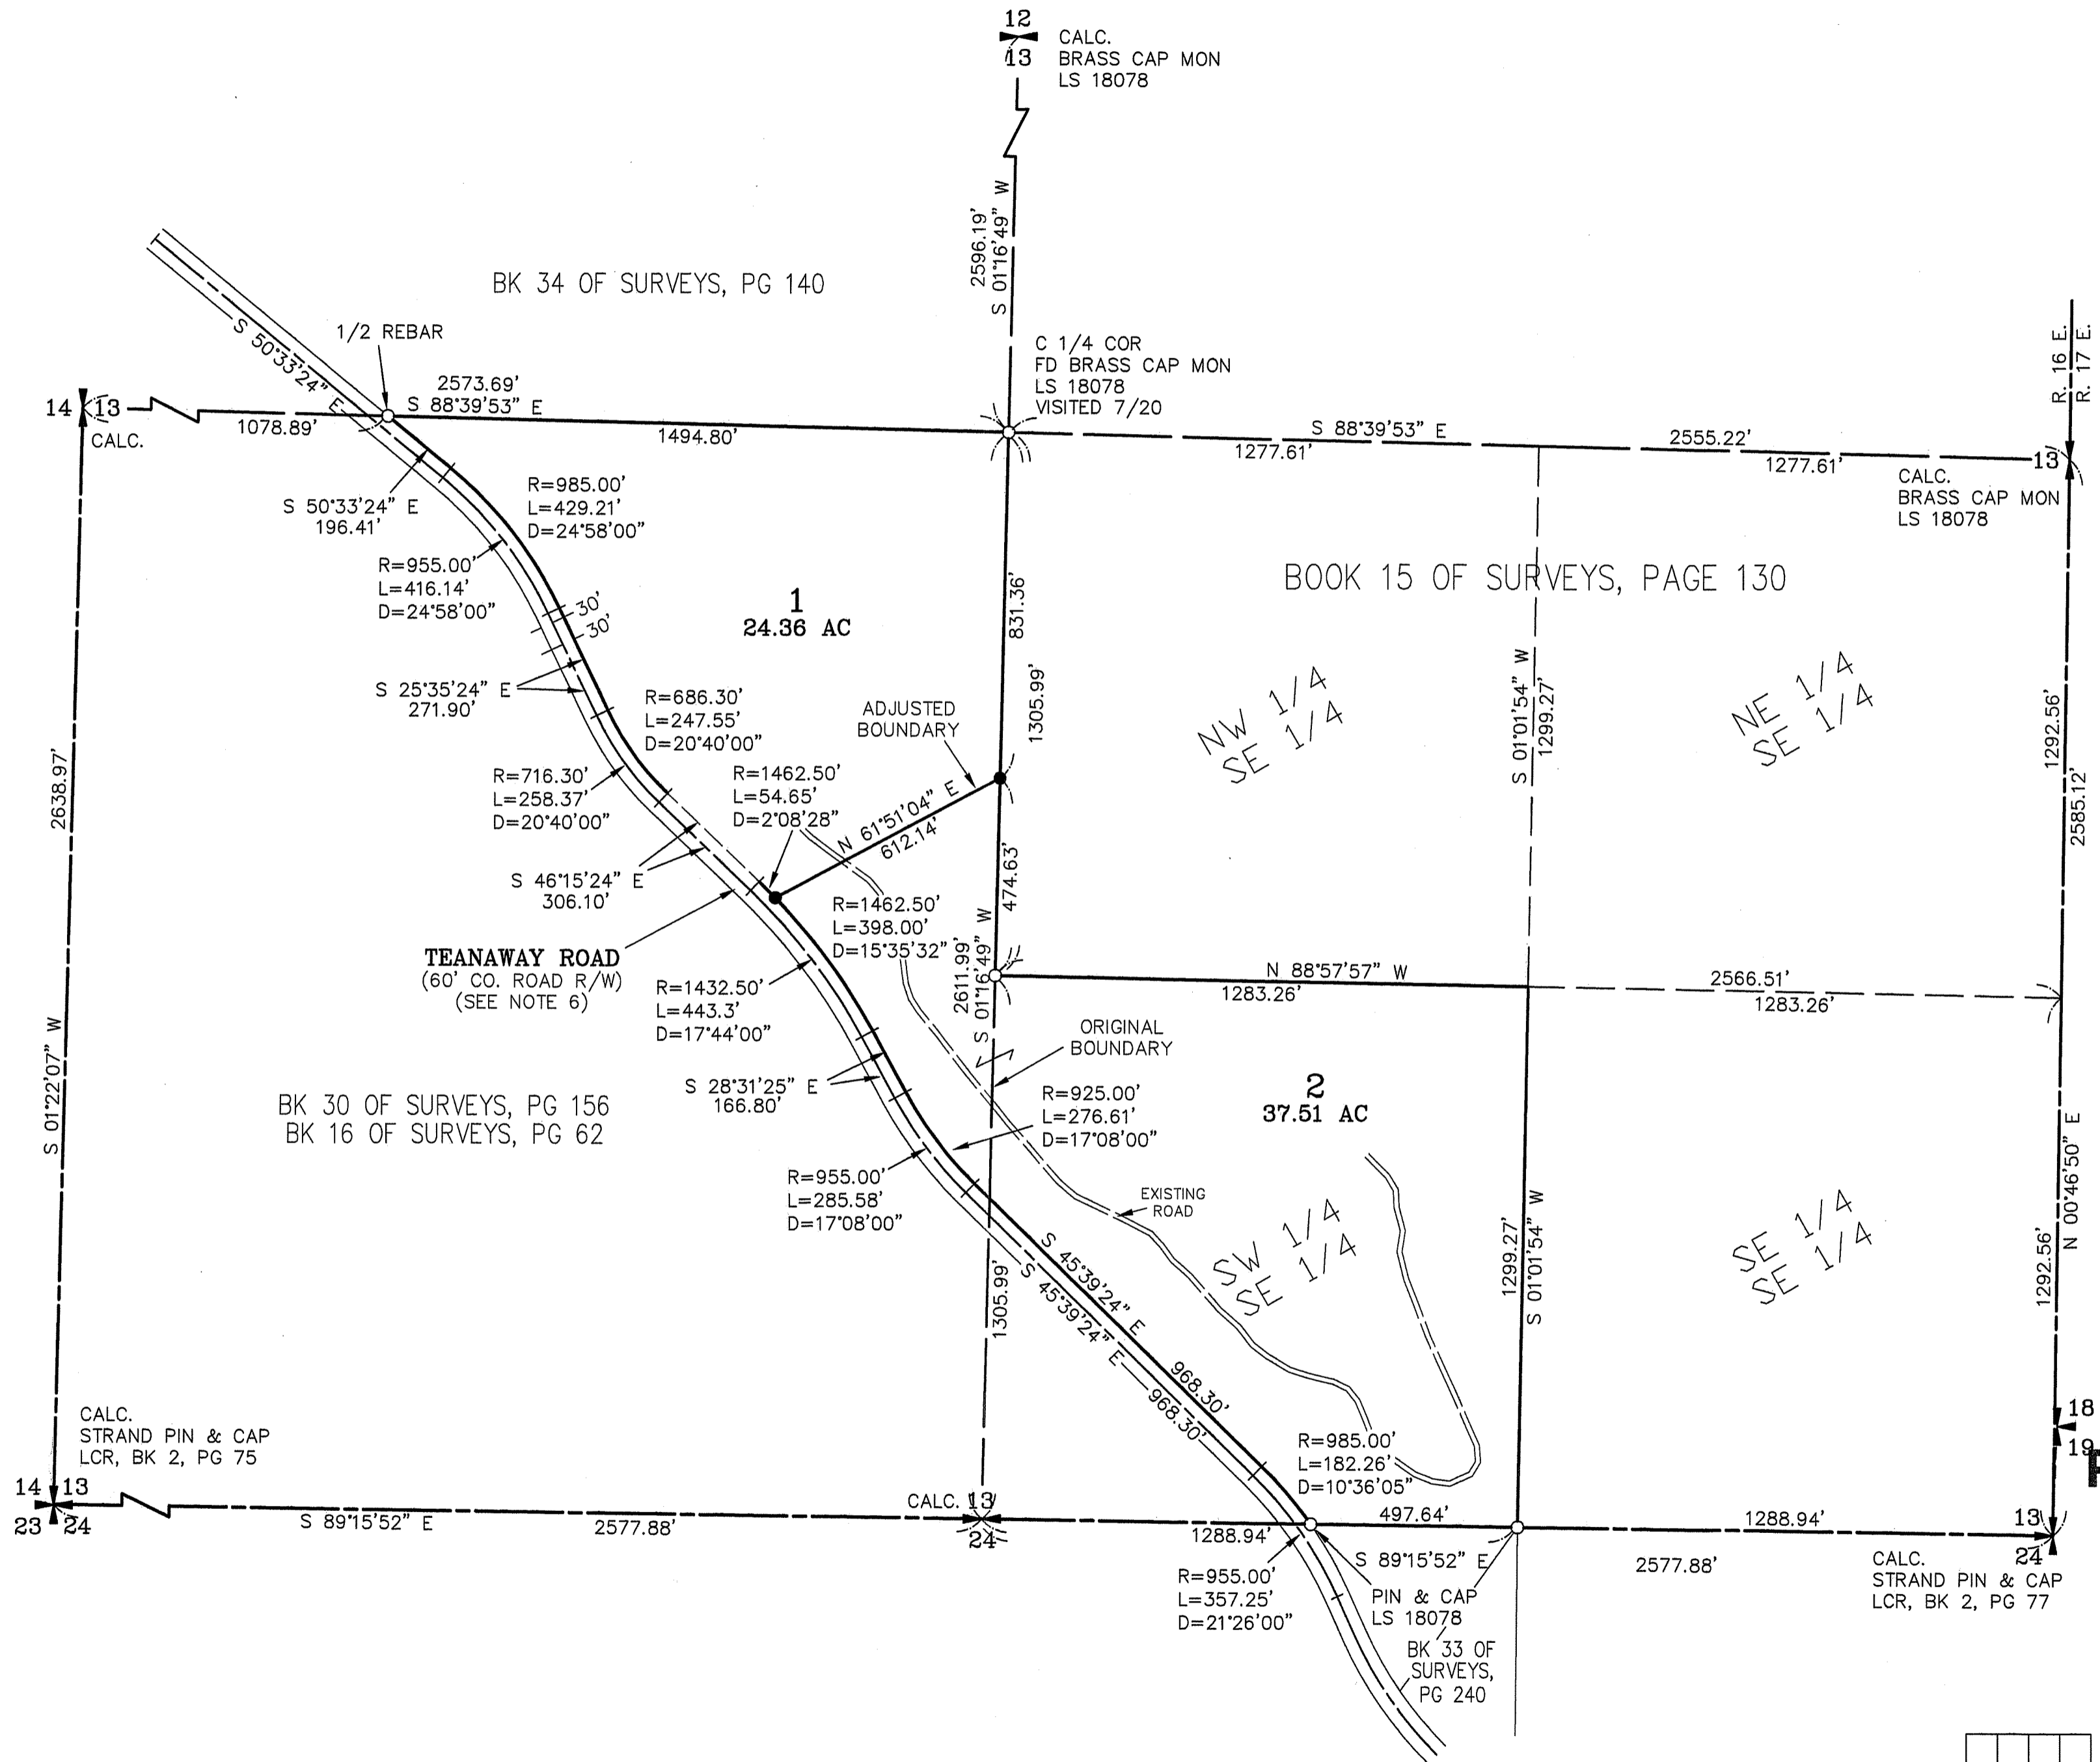 12
13
CALC.
BRASS CAP MON
LS 18078
2596.19'
S 01°16'49" W
BK 34 OF SURVEYS, PG 140
1/2 REBAR
S 50°33'24" E
2573.69'
S 88°39'53" E
C 1/4 COR
FD BRASS CAP MON
LS 18078
VISITED 7/20
R. 16 E.
R. 17 E.
14
13
CALC.
1078.89'
1494.80'
S 88°39'53" E
2555.22'
1277.61'
1277.61'
13
CALC.
BRASS CAP MON
LS 18078
S 50°33'24" E
196.41'
R=985.00'
L=429.21'
D=24°58'00"
R=955.00'
L=416.14'
D=24°58'00"
30'
30'
1
24.36 AC
831.36'
BOOK 15 OF SURVEYS, PAGE 130
S 25°35'24" E
271.90'
R=686.30'
L=247.55'
D=20°40'00"
ADJUSTED
BOUNDARY
1305.99'
NW 1/4
SE 1/4
S 01°01'54" W
1299.27'
NE 1/4
SE 1/4
1292.56'
2585.12'
2638.97'
R=716.30'
L=258.37'
D=20°40'00"
R=1462.50'
L=54.65'
D=2°08'28"
N 61°51'04" E
612.14'
474.63'
S 46°15'24" E
306.10'
R=1462.50'
L=398.00'
D=15°35'32"
TEANAWAY ROAD
(60' CO. ROAD R/W)
(SEE NOTE 6)
2611.99'
S 01°16'49" W
N 88°57'57" W
1283.26'
2566.51'
1283.26'
R=1432.50'
L=443.3'
D=17°44'00"
ORIGINAL
BOUNDARY
S 01°22'07" W
S 28°31'25" E
166.80'
R=925.00'
L=276.61'
D=17°08'00"
2
37.51 AC
BK 30 OF SURVEYS, PG 156
BK 16 OF SURVEYS, PG 62
R=955.00'
L=285.58'
D=17°08'00"
EXISTING
ROAD
N 00°46'50" E
S 45°39'24" E
968.30'
S 45°39'24" E
968.30'
1305.99'
SW 1/4
SE 1/4
1299.27'
S 01°01'54" W
SE 1/4
SE 1/4
1292.56'
CALC.
STRAND PIN & CAP
LCR, BK 2, PG 75
18
19
R=985.00'
L=182.26'
D=10°36'05"
14
13
23
24
S 89°15'52" E
2577.88'
CALC.
13
24
1288.94'
497.64'
S 89°15'52" E
1288.94'
2577.88'
13
24
R=955.00'
L=357.25'
D=21°26'00"
PIN & CAP
LS 18078
BK 33 OF
SURVEYS,
PG 240
CALC.
STRAND PIN & CAP
LCR, BK 2, PG 77